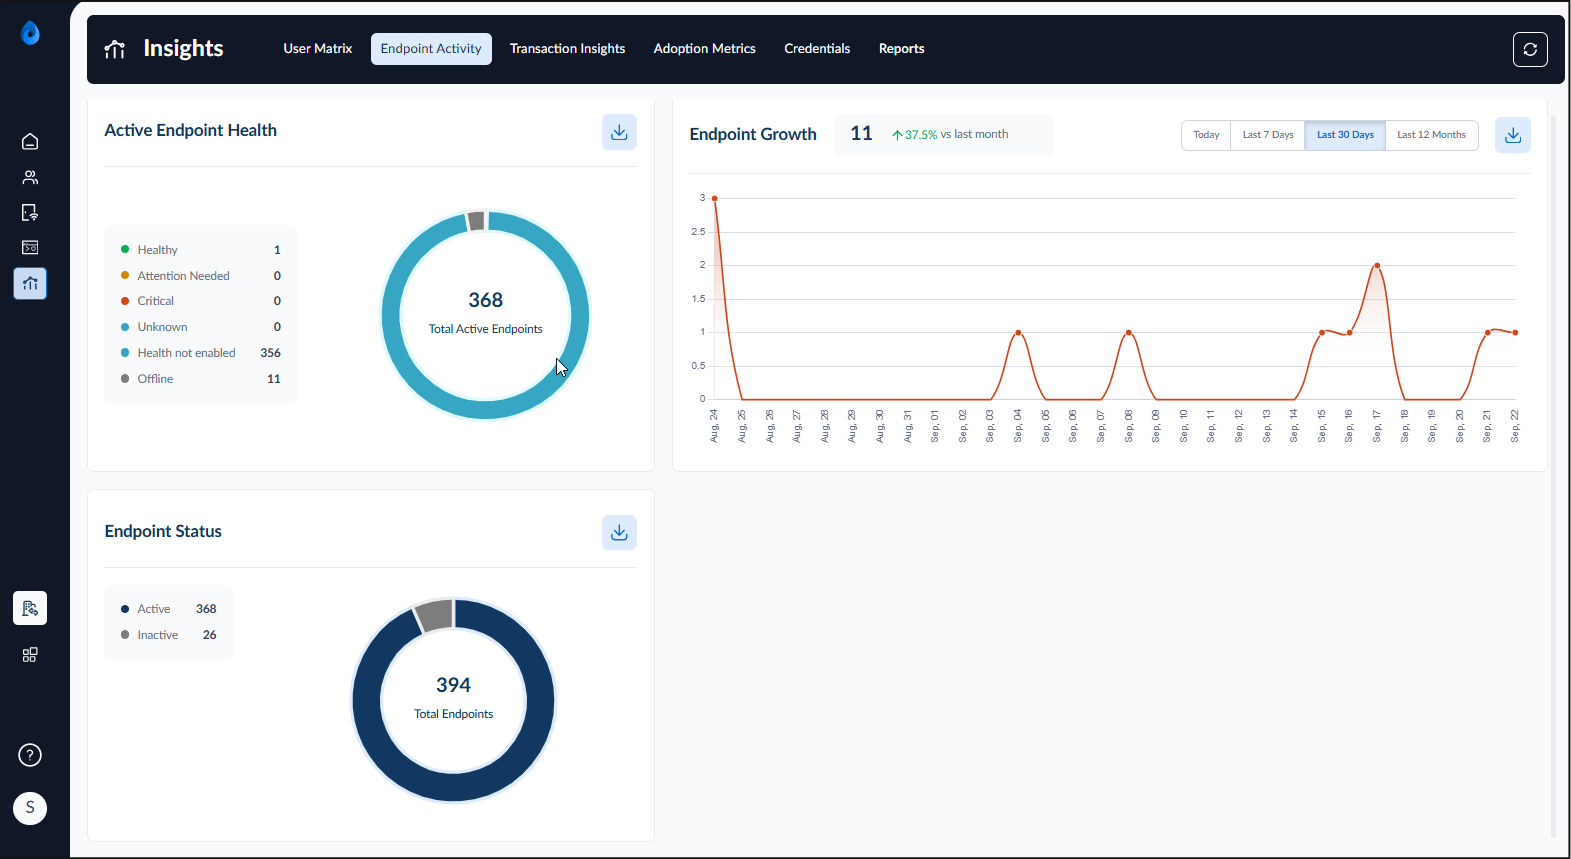 Insights
User Matrix
Endpoint Activity
Transaction Insights
Adoption Metrics
Credentials
Reports
Active Endpoint Health
Healthy 1
Attention Needed 0
Critical 0
Unknown 0
Health not enabled 356
Offline 11
368
Total Active Endpoints
Endpoint Growth
11
37.5% vs last month
Today
Last 7 Days
Last 30 Days
Last 12 Months
3
2.5
2
1.5
1
0.5
0
Aug, 24
Aug, 25
Aug, 26
Aug, 27
Aug, 28
Aug, 29
Aug, 30
Aug, 31
Sep, 01
Sep, 02
Sep, 03
Sep, 04
Sep, 05
Sep, 06
Sep, 07
Sep, 08
Sep, 09
Sep, 10
Sep, 11
Sep, 12
Sep, 13
Sep, 14
Sep, 15
Sep, 16
Sep, 17
Sep, 18
Sep, 19
Sep, 20
Sep, 21
Sep, 22
Endpoint Status
Active 368
Inactive 26
394
Total Endpoints
?
S